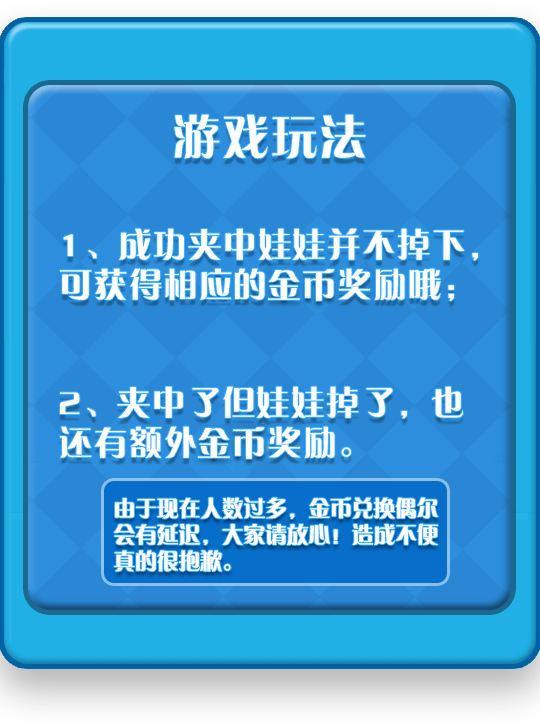 游戏玩法
1、成功夹中娃娃并不掉下，
可获得相应的金币奖励哦；
2、夹中了但娃娃掉了，也
还有额外金币奖励。
由于现在人数过多，金币兑换偶尔
会有延迟，大家请放心！造成不便
真的很抱歉。